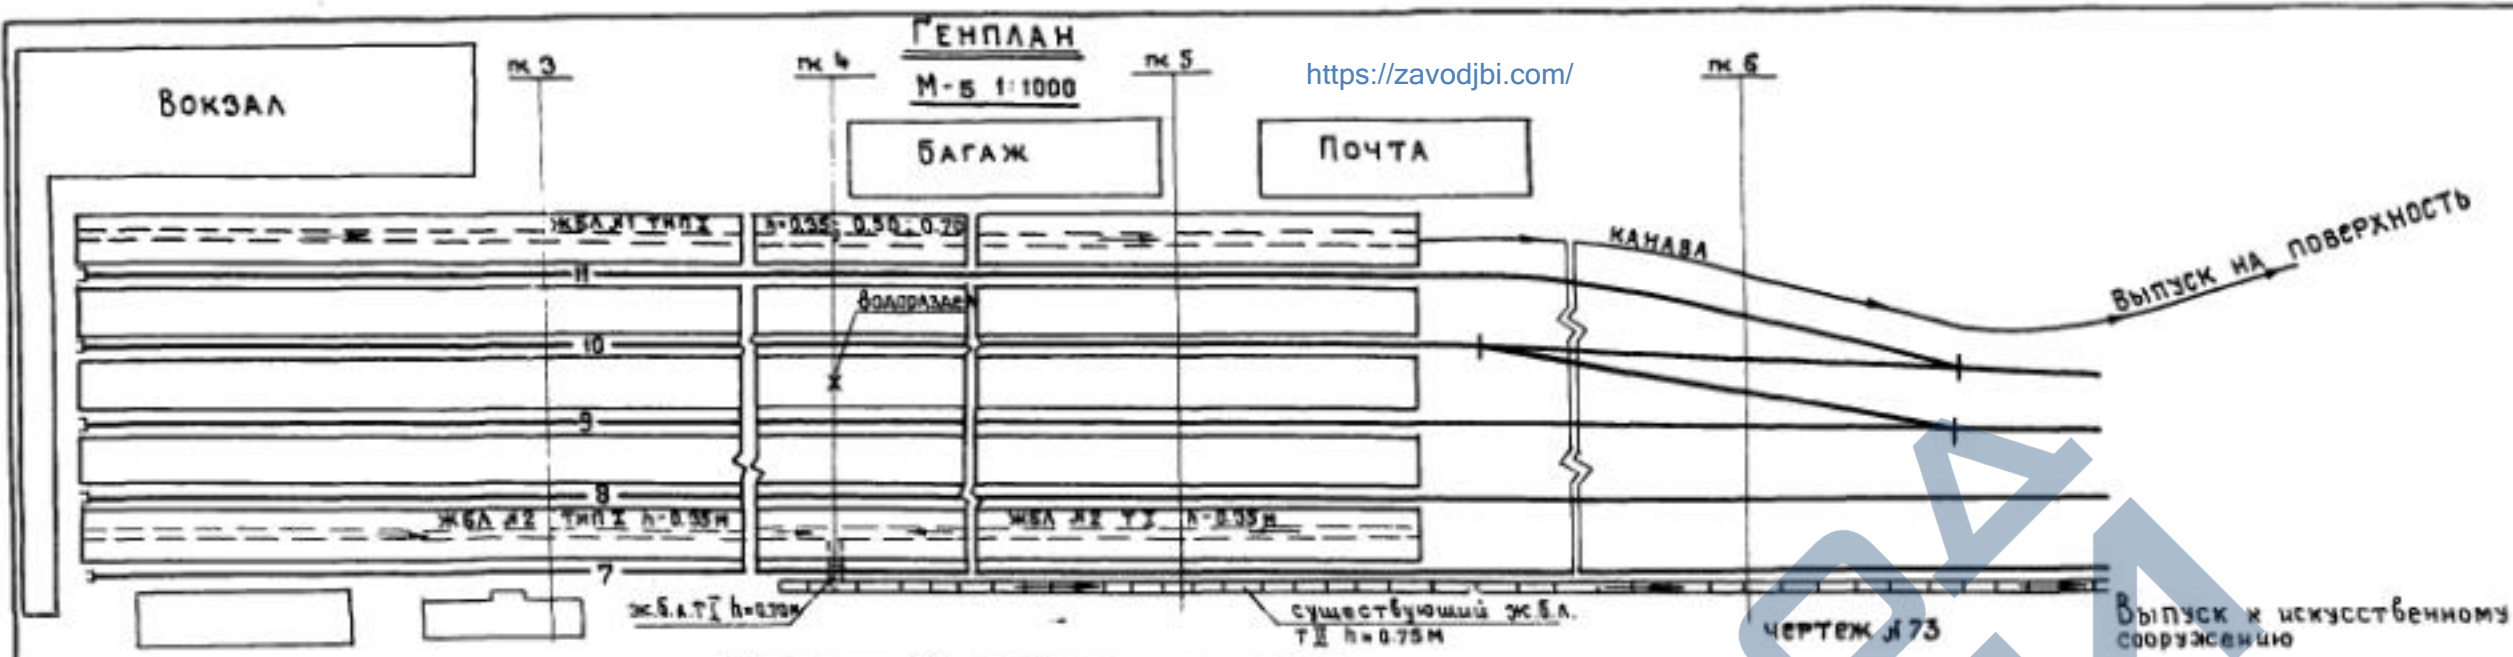 ГЕНПЛАН
М-Б 1:1000
https://zavodjbi.com/
ПК 3
ПК 4
ПК 5
ПК 6
ВОКЗАЛ
БАГАЖ
ПОЧТА
ЖБЛ №1 ТИП I h=0.35; 0.50; 0.70
КАНАВА
ВЫПУСК НА ПОВЕРХНОСТЬ
11
Водораздел
10
9
8
ЖБЛ №2 ТИП I h-0.35м
ЖБЛ №2 Т I h-0.35м
7
ж.б.л. Т I h=0.70м
существующий ж.б.л.
Т II h=0.75м
чертеж №73
Выпуск к искусственному
сооружению